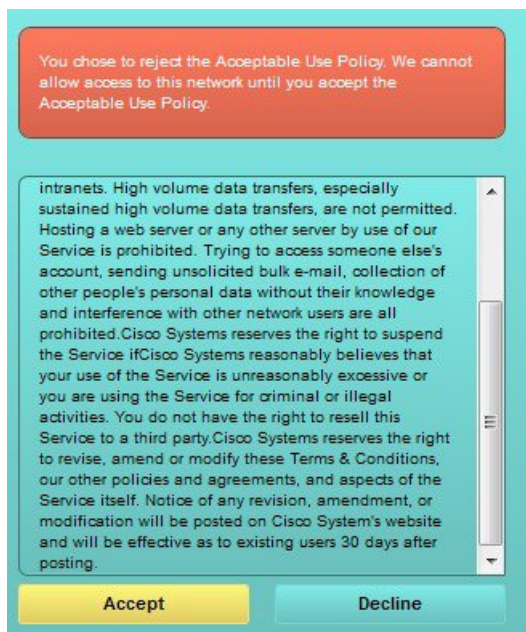 You chose to reject the Acceptable Use Policy. We cannot
allow access to this network until you accept the
Acceptable Use Policy.
intranets. High volume data transfers, especially
sustained high volume data transfers, are not permitted.
Hosting a web server or any other server by use of our
Service is prohibited. Trying to access someone else's
account, sending unsolicited bulk e-mail, collection of
other people's personal data without their knowledge
and interference with other network users are all
prohibited.Cisco Systems reserves the right to suspend
the Service ifCisco Systems reasonably believes that
your use of the Service is unreasonably excessive or
you are using the Service for criminal or illegal
activities. You do not have the right to resell this
Service to a third party.Cisco Systems reserves the right
to revise, amend or modify these Terms & Conditions,
our other policies and agreements, and aspects of the
Service itself. Notice of any revision, amendment, or
modification will be posted on Cisco System's website
and will be effective as to existing users 30 days after
posting.
Accept
Decline